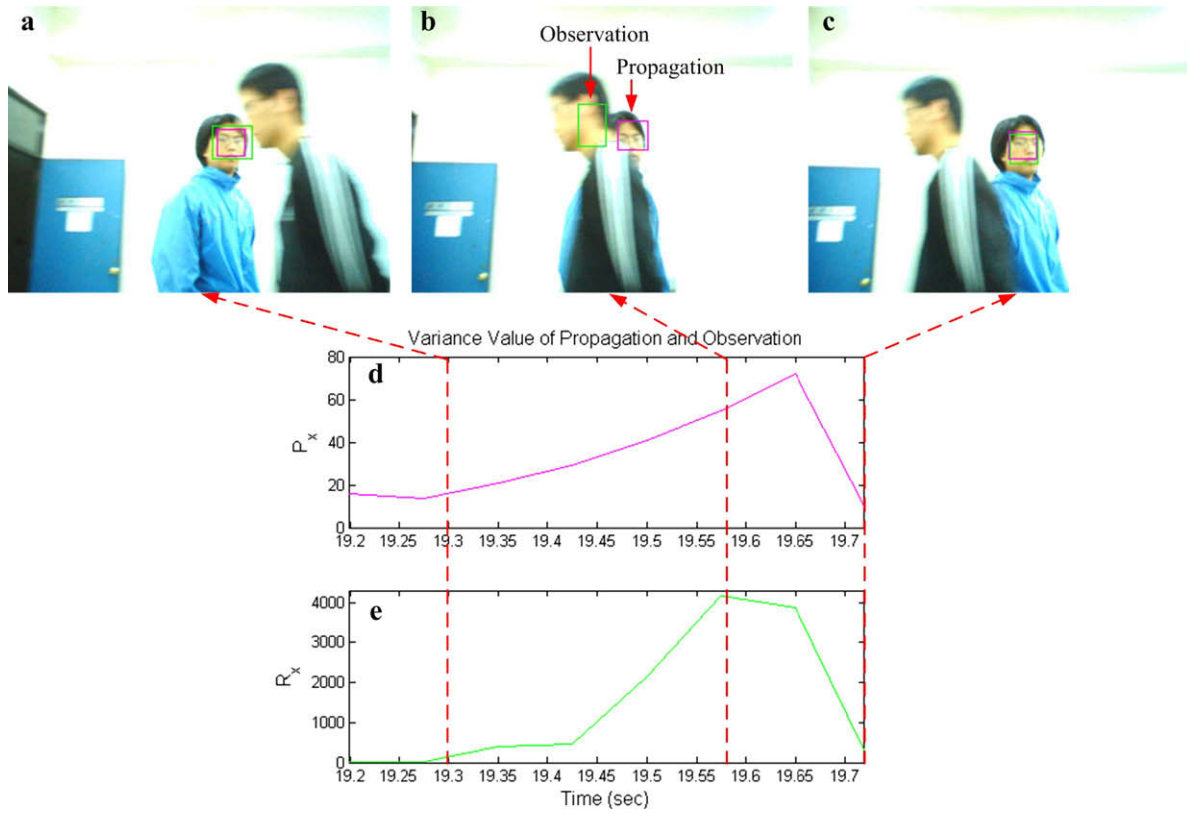 a
b
c
Observation
Propagation
Variance Value of Propagation and Observation
d
80
60
40
20
0
P_x
19.2 19.25 19.3 19.35 19.4 19.45 19.5 19.55 19.6 19.65 19.7
e
4000
3000
2000
1000
0
R_x
19.2 19.25 19.3 19.35 19.4 19.45 19.5 19.55 19.6 19.65 19.7
Time (sec)